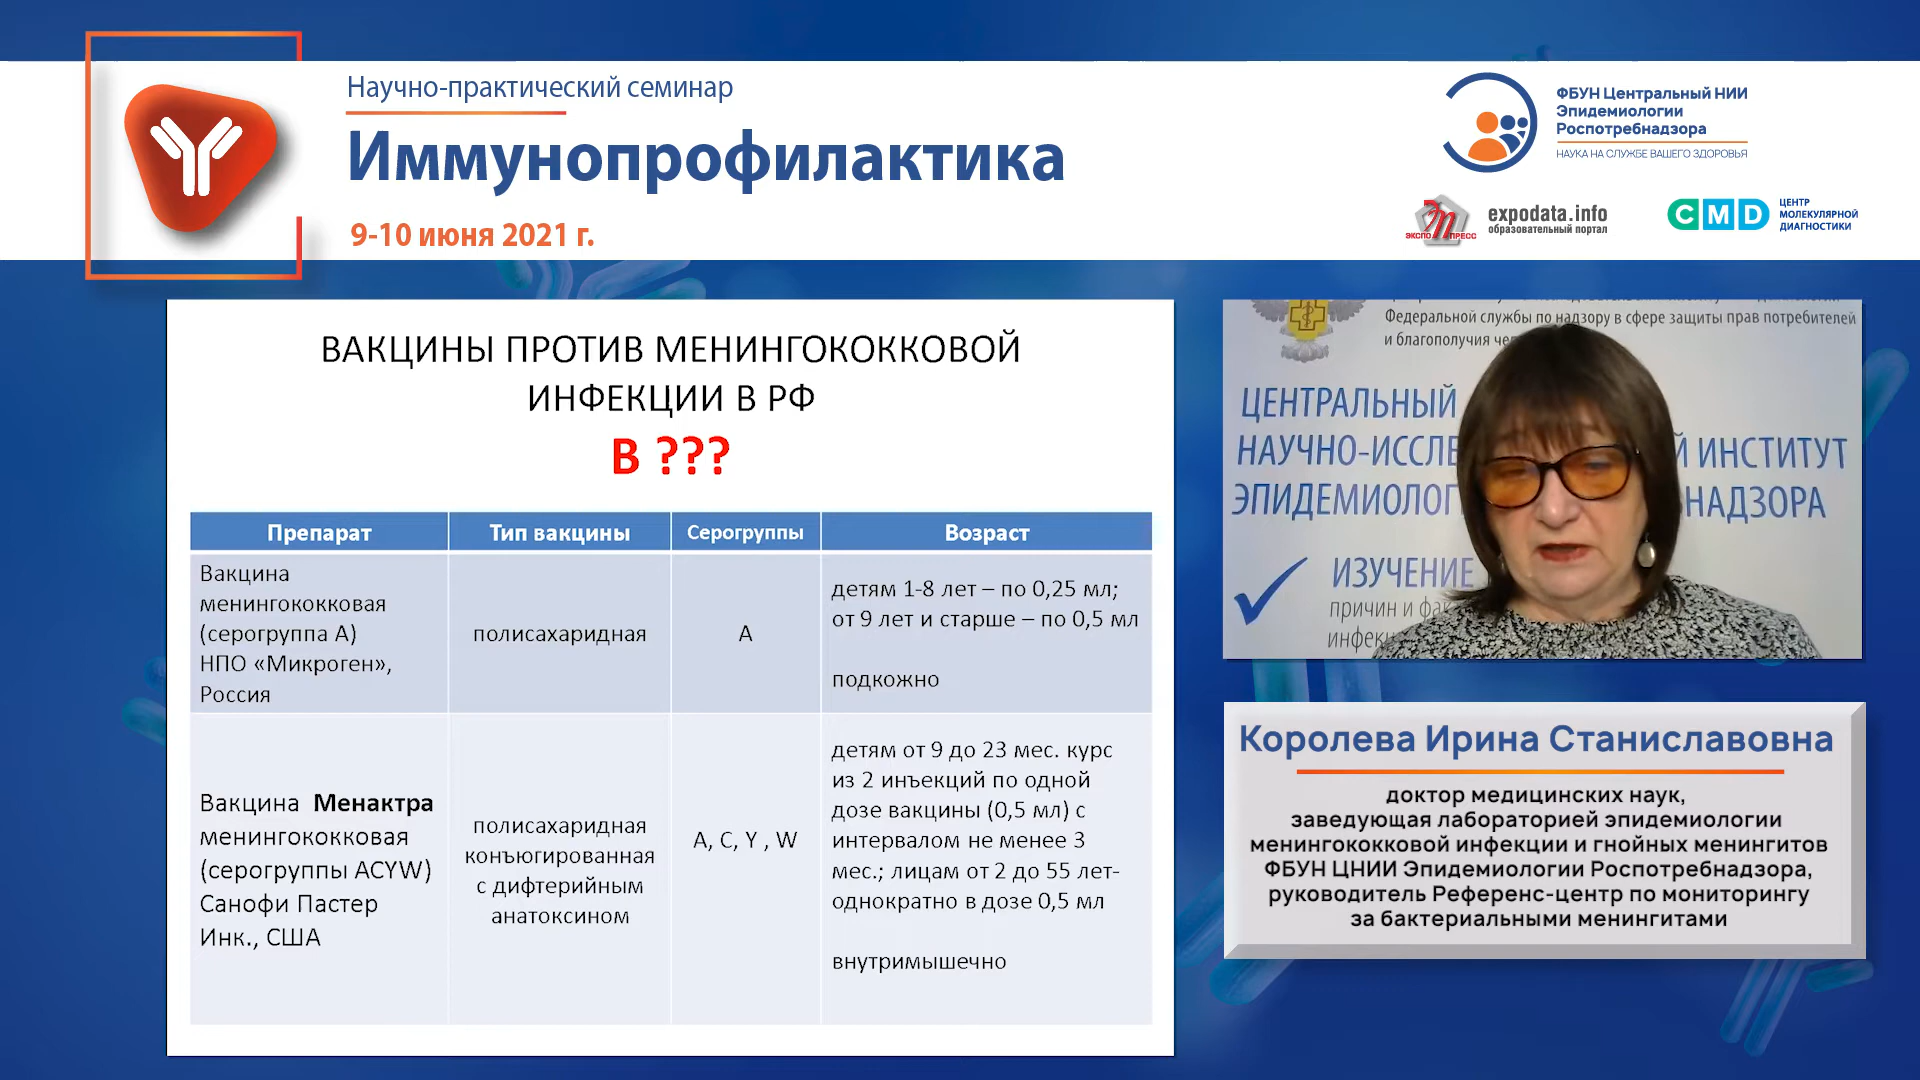 Научно-практический семинар
Иммунопрофилактика
9-10 июня 2021 г.
ФБУН Центральный НИИ
Эпидемиологии
Роспотребнадзора
НАУКА НА СЛУЖБЕ ВАШЕГО ЗДОРОВЬЯ
ЭКСПО ПРЕСС
expodata.info
образовательный портал
CMD
ЦЕНТР
МОЛЕКУЛЯРНОЙ
ДИАГНОСТИКИ
ВАКЦИНЫ ПРОТИВ МЕНИНГОКОККОВОЙ
ИНФЕКЦИИ В РФ
В ???
Препарат
Тип вакцины
Серогруппы
Возраст
Вакцина
менингококковая
(серогруппа А)
НПО «Микроген»,
Россия
полисахаридная
А
детям 1-8 лет – по 0,25 мл;
от 9 лет и старше – по 0,5 мл
подкожно
Вакцина Менактра
менингококковая
(серогруппы ACYW)
Санофи Пастер
Инк., США
полисахаридная
конъюгированная
с дифтерийным
анатоксином
A, C, Y , W
детям от 9 до 23 мес. курс
из 2 инъекций по одной
дозе вакцины (0,5 мл) с
интервалом не менее 3
мес.; лицам от 2 до 55 лет-
однократно в дозе 0,5 мл
внутримышечно
Федеральной службы по надзору в сфере защиты прав потребителей
и благополучия
ЦЕНТРАЛЬНЫЙ
НАУЧНО-ИССЛЕ Й ИНСТИТУТ
ЭПИДЕМИОЛОГ БНАДЗОРА
ИЗУЧЕНИЕ
причин и фак
инфек
Королева Ирина Станиславовна
доктор медицинских наук,
заведующая лабораторией эпидемиологии
менингококковой инфекции и гнойных менингитов
ФБУН ЦНИИ Эпидемиологии Роспотребнадзора,
руководитель Референс-центр по мониторингу
за бактериальными менингитами